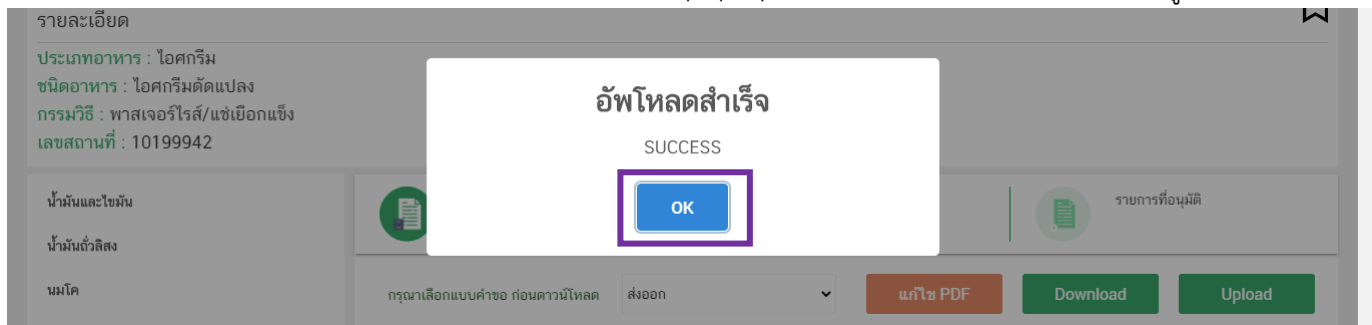 รายละเอียด
ประเภทอาหาร : ไอศกรีม
ชนิดอาหาร : ไอศกรีมดัดแปลง
กรรมวิธี : พาสเจอร์ไรส์/แช่เยือกแข็ง
เลขสถานที่ : 10199942
อัพโหลดสำเร็จ
SUCCESS
OK
น้ำมันและไขมัน
น้ำมันถั่วลิสง
นมโค
รายการที่อนุมัติ
กรุณาเลือกแบบคำขอ ก่อนดาวน์โหลด
ส่งออก
แก้ไข PDF
Download
Upload